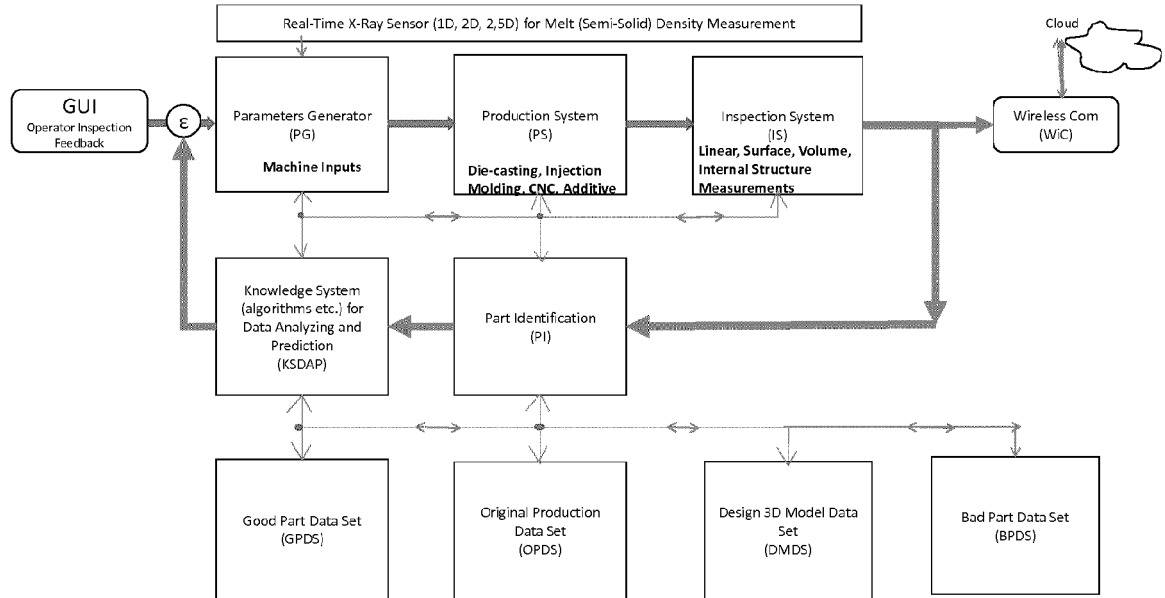 Real-Time X-Ray Sensor (1D, 2D, 2,5D) for Melt (Semi-Solid) Density Measurement
Cloud
GUI
Operator Inspection
Feedback
ε
Parameters Generator
(PG)
Machine Inputs
Production System
(PS)
Die-casting, Injection
Molding, CNC, Additive
Inspection System
(IS)
Linear, Surface, Volume,
Internal Structure
Measurements
Wireless Com
(WiC)
Knowledge System
(algorithms etc.) for
Data Analyzing and
Prediction
(KSDAP)
Part Identification
(PI)
Good Part Data Set
(GPDS)
Original Production
Data Set
(OPDS)
Design 3D Model Data
Set
(DMDS)
Bad Part Data Set
(BPDS)